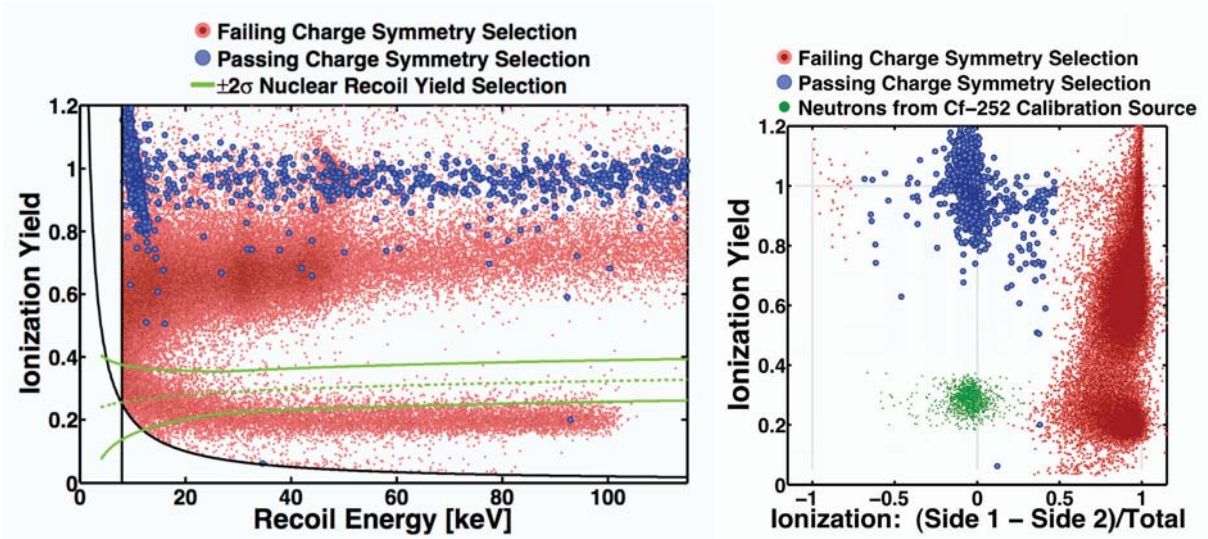 Failing Charge Symmetry Selection
Passing Charge Symmetry Selection
±2σ Nuclear Recoil Yield Selection
1.2
1
0.8
0.6
0.4
0.2
0
Ionization Yield
0 20 40 60 80 100
Recoil Energy [keV]
Failing Charge Symmetry Selection
Passing Charge Symmetry Selection
Neutrons from Cf−252 Calibration Source
1.2
1
0.8
0.6
0.4
0.2
0
Ionization Yield
−1 −0.5 0 0.5 1
Ionization: (Side 1 − Side 2)/Total